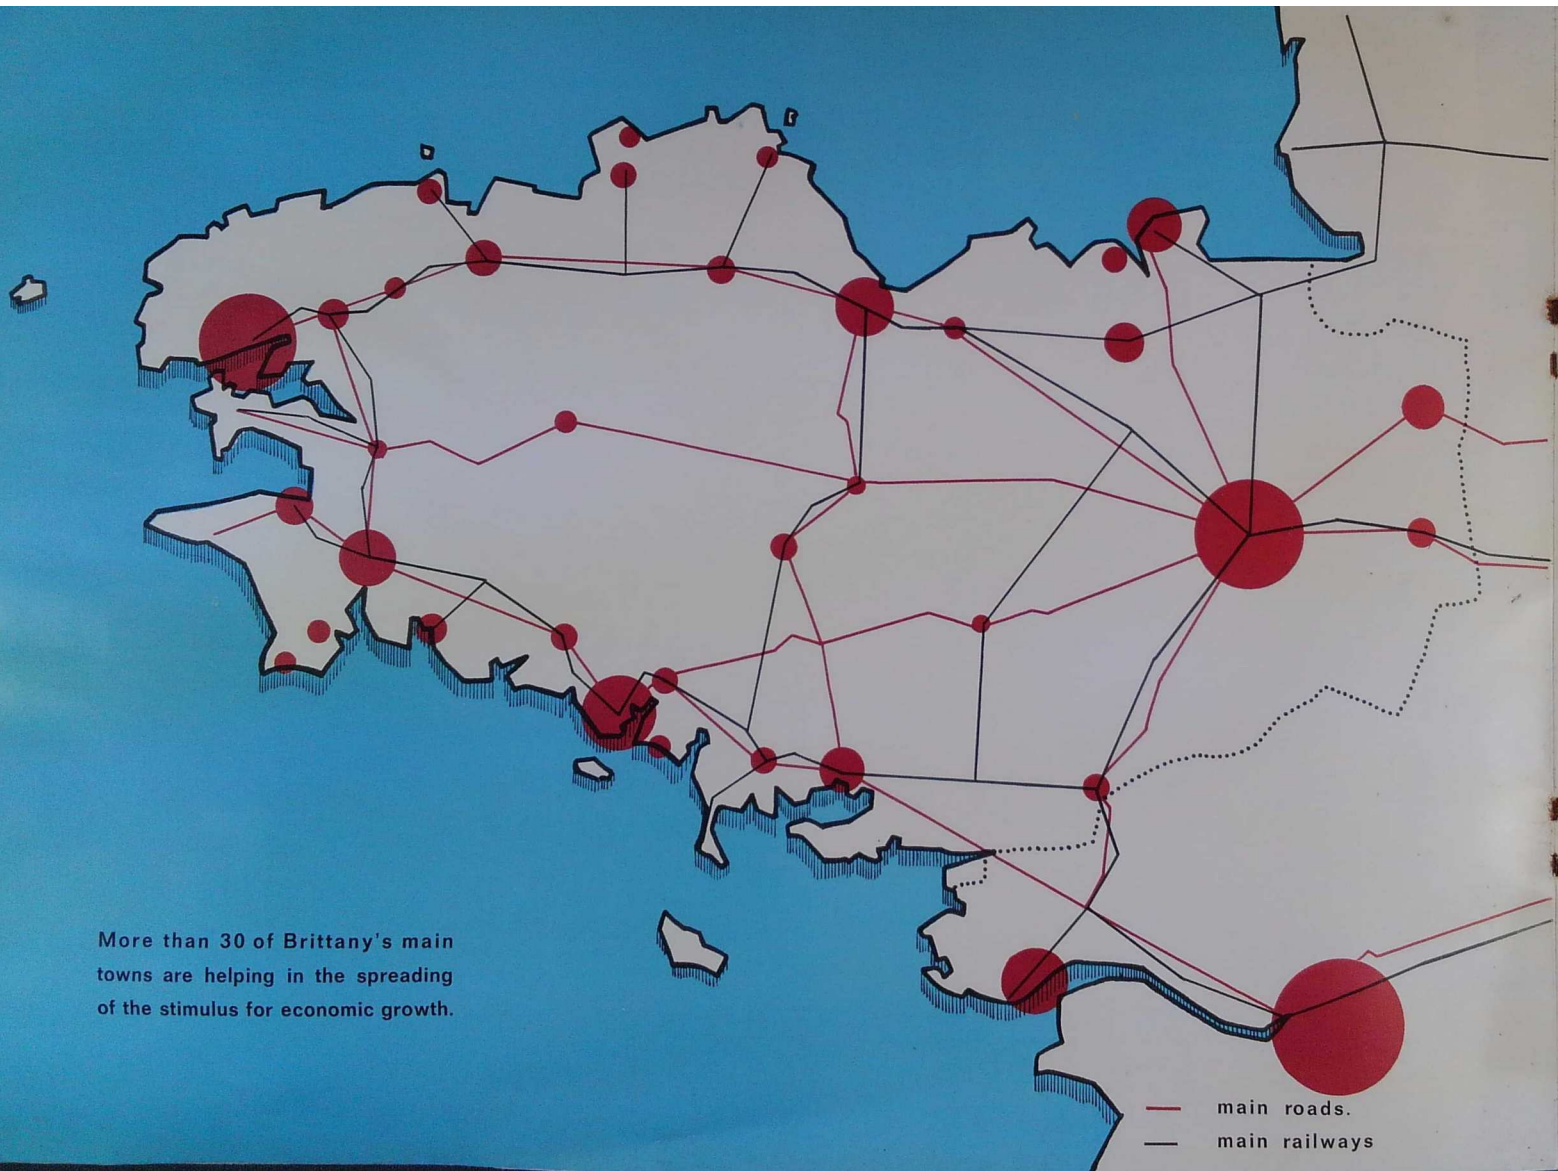 More than 30 of Brittany's main
towns are helping in the spreading
of the stimulus for economic growth.
main roads.
main railways